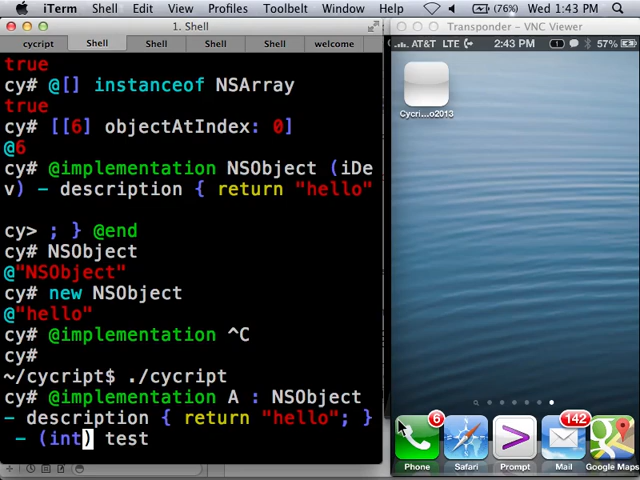 iTerm Shell Edit View Profiles Toolbelt Window Help (76%) Wed 1:43 PM
1. Shell
cycript Shell Shell Shell Shell welcome
true
cy# @[] instanceof NSArray
true
cy# [[6] objectAtIndex: 0]
@6
cy# @implementation NSObject (iDe
v) - description { return "hello"
cy> ; } @end
cy# NSObject
@"NSObject"
cy# new NSObject
@"hello"
cy# @implementation ^C
cy#
~/cycript$ ./cycript
cy# @implementation A : NSObject
- description { return "hello"; }
- (int) test
Transponder – VNC Viewer
AT&T LTE 2:43 PM 1 57%
Cycri...o2013
6 142
Phone Safari Prompt Mail Google Maps